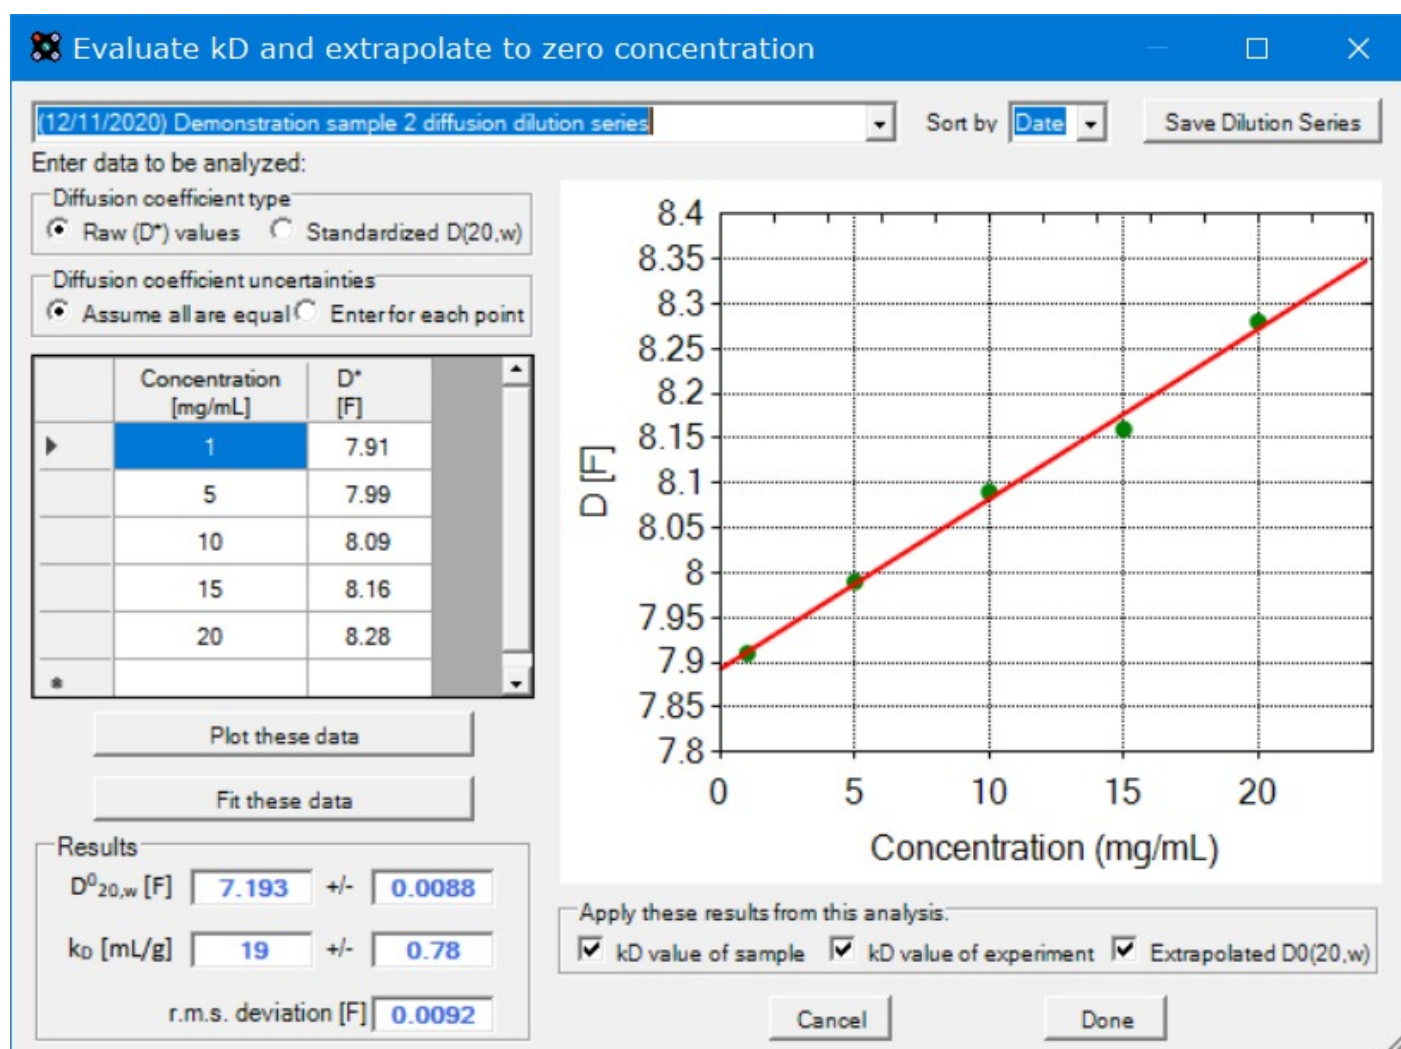 Evaluate kD and extrapolate to zero concentration
(12/11/2020) Demonstration sample 2 diffusion dilution series
Sort by Date
Save Dilution Series
Enter data to be analyzed:
Diffusion coefficient type
Raw (D*) values Standardized D(20,w)
Diffusion coefficient uncertainties
Assume all are equal Enter for each point
Concentration [mg/mL] D* [F]
1 7.91
5 7.99
10 8.09
15 8.16
20 8.28
*
Plot these data
Fit these data
Results
D⁰20,w [F] 7.193 +/- 0.0088
kD [mL/g] 19 +/- 0.78
r.m.s. deviation [F] 0.0092
8.4
8.35
8.3
8.25
8.2
8.15
8.1
8.05
8
7.95
7.9
7.85
7.8
D [F]
0 5 10 15 20
Concentration (mg/mL)
Apply these results from this analysis:
kD value of sample kD value of experiment Extrapolated D0(20,w)
Cancel Done